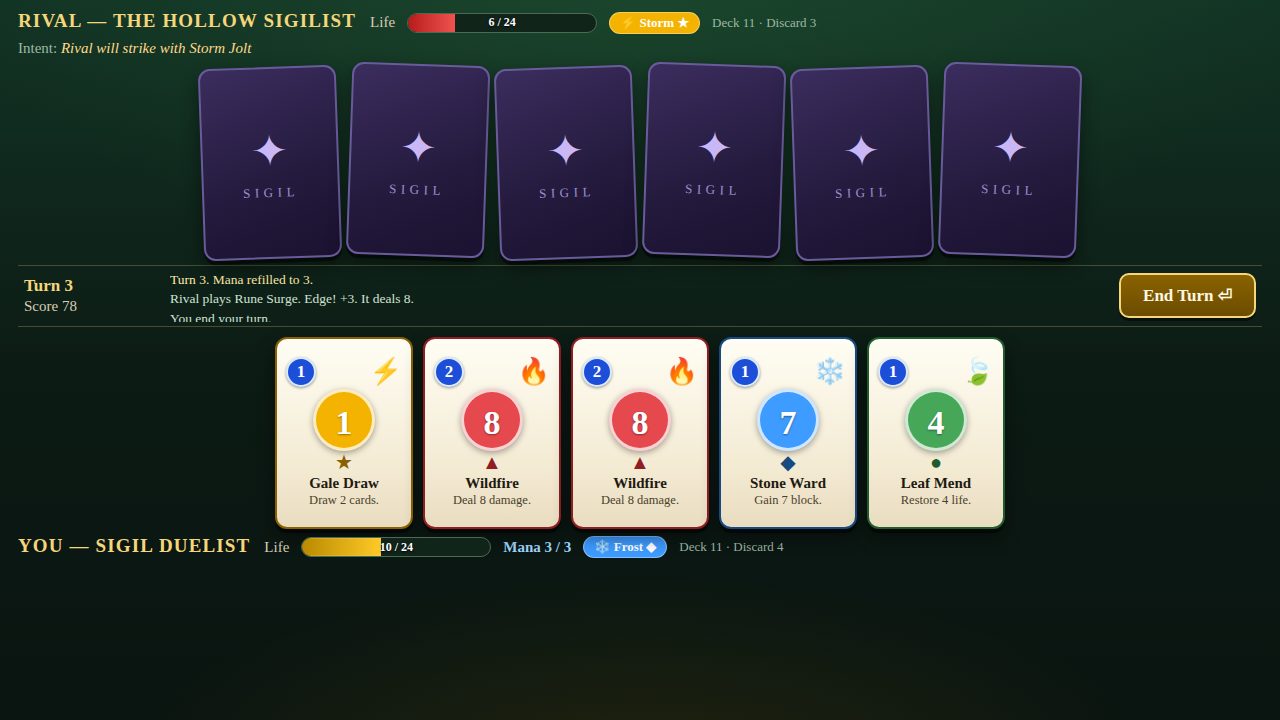 RIVAL — THE HOLLOW SIGILIST Life 6 / 24 ⚡ Storm ★ Deck 11 · Discard 3
Intent: Rival will strike with Storm Jolt
SIGIL SIGIL SIGIL SIGIL SIGIL SIGIL
Turn 3
Score 78
Turn 3. Mana refilled to 3.
Rival plays Rune Surge. Edge! +3. It deals 8.
You end your turn.
End Turn ⏎
1
1
★
Gale Draw
Draw 2 cards.
2
8
▲
Wildfire
Deal 8 damage.
2
8
▲
Wildfire
Deal 8 damage.
1
7
◆
Stone Ward
Gain 7 block.
1
4
●
Leaf Mend
Restore 4 life.
YOU — SIGIL DUELIST Life 10 / 24 Mana 3 / 3 ❄️ Frost ◆ Deck 11 · Discard 4